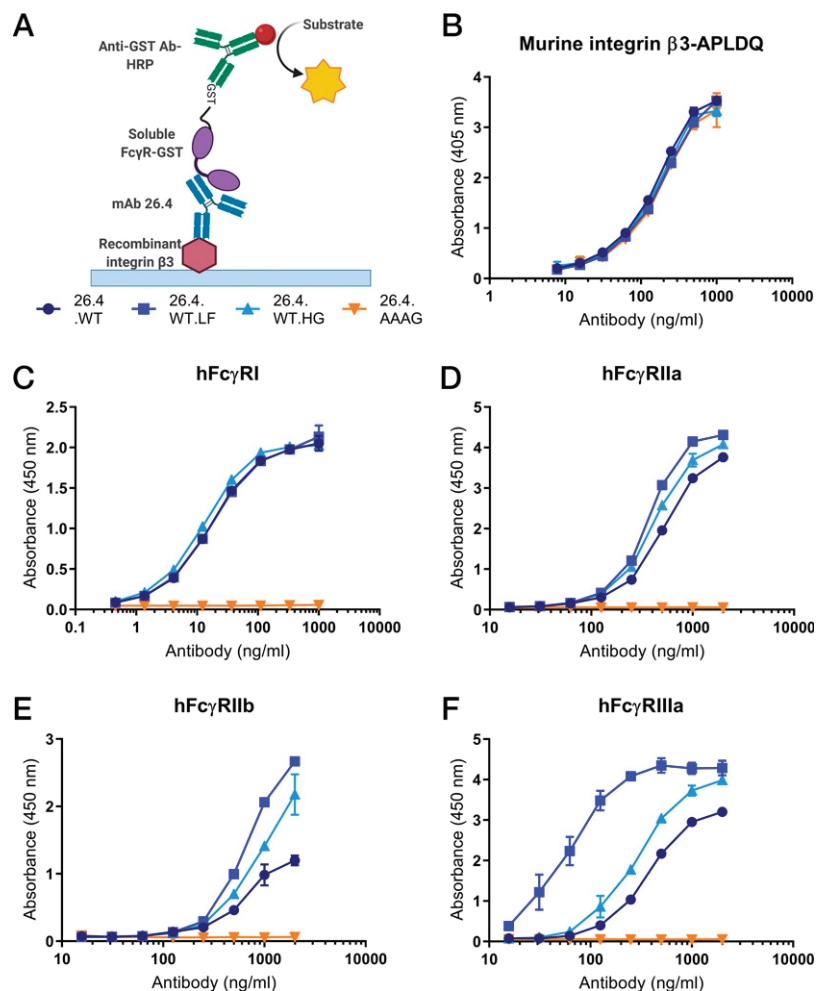 A
Anti-GST Ab-
HRP
Substrate
GST
Soluble
FcγR-GST
mAb 26.4
Recombinant
integrin β3
26.4
.WT
26.4.
WT.LF
26.4.
WT.HG
26.4.
AAAG
B
Murine integrin β3-APLDQ
Absorbance (405 nm)
4
3
2
1
0
1 10 100 1000 10000
Antibody (ng/ml)
C
hFcγRI
Absorbance (450 nm)
2.5
2.0
1.5
1.0
0.5
0.0
0.1 1 10 100 1000 10000
Antibody (ng/ml)
D
hFcγRIIa
Absorbance (450 nm)
5
4
3
2
1
0
10 100 1000 10000
Antibody (ng/ml)
E
hFcγRIIb
Absorbance (450 nm)
3
2
1
0
10 100 1000 10000
Antibody (ng/ml)
F
hFcγRIIIa
Absorbance (450 nm)
5
4
3
2
1
0
10 100 1000 10000
Antibody (ng/ml)